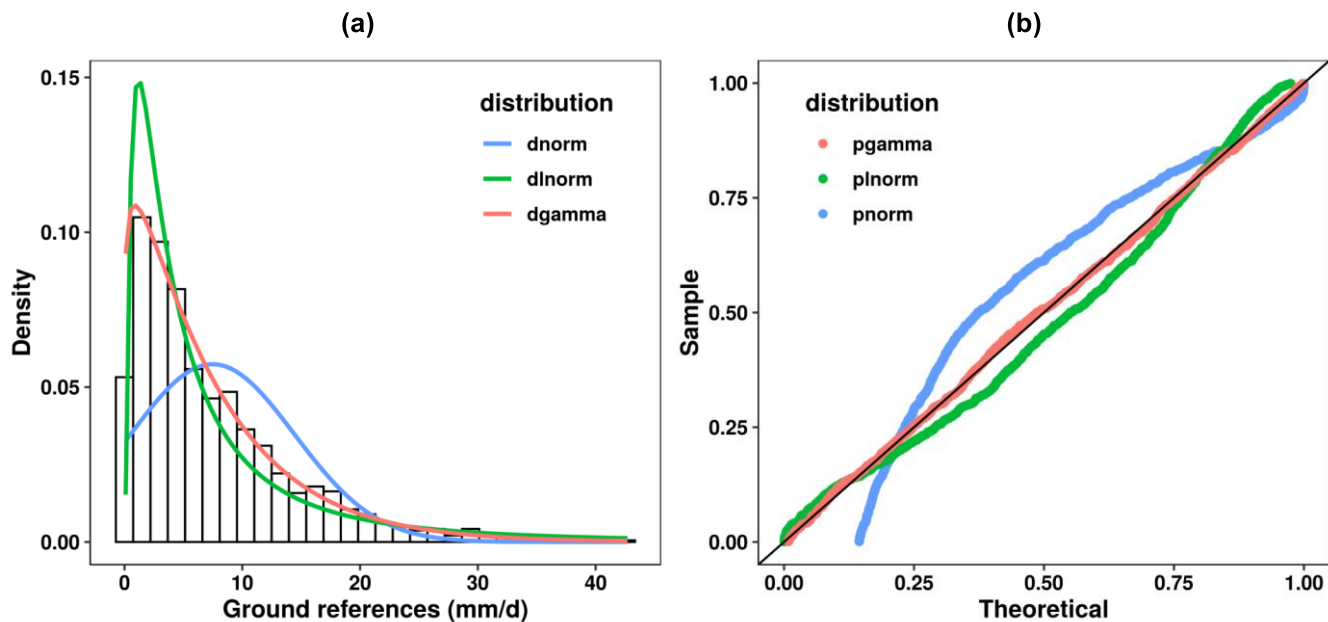 (a)
0.15
0.10
0.05
0.00
Density
distribution
dnorm
dlnorm
dgamma
0 10 20 30 40
Ground references (mm/d)
(b)
1.00
0.75
0.50
0.25
0.00
Sample
distribution
pgamma
plnorm
pnorm
0.00 0.25 0.50 0.75 1.00
Theoretical